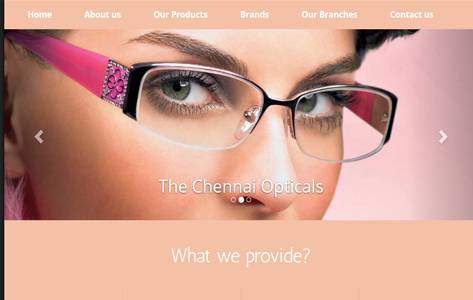 Home About us Our Products Brands Our Branches Contact us
The Chennai Opticals
What we provide?